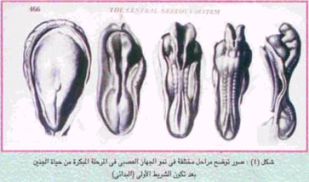 466
THE CENTRAL NERVOUS SYSTEM
شكل (1) : صور توضح مراحل مختلفة في نمو الجهاز العصبي في المرحلة المبكرة من حياة الجنين
بعد تكون الشريط الأولي (البدائي)